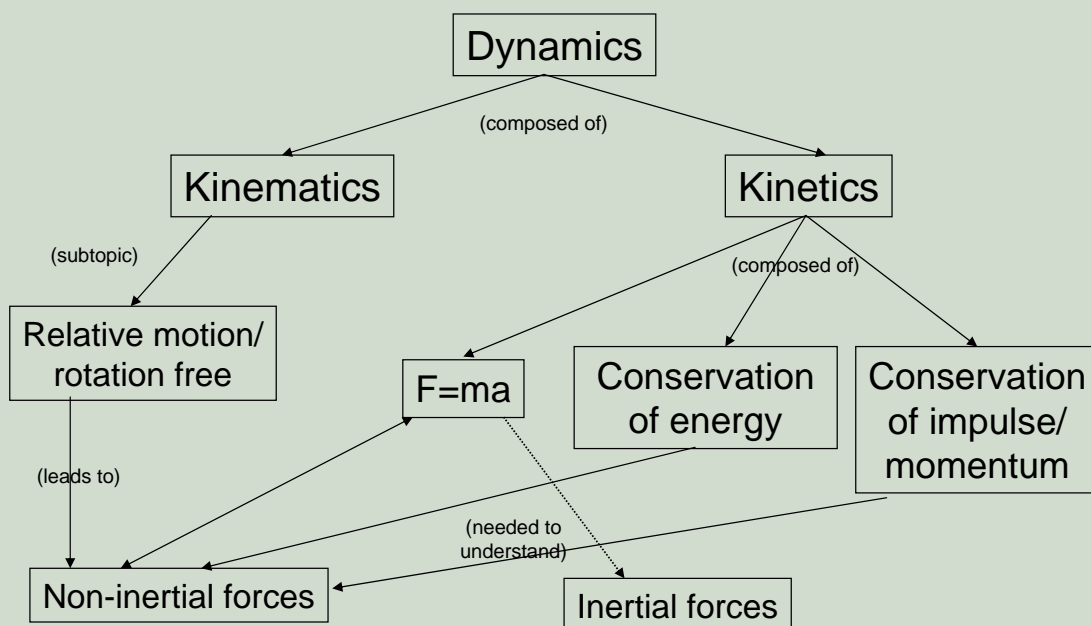 Dynamics
(composed of)
Kinematics
Kinetics
(subtopic)
(composed of)
Relative motion/
rotation free
F=ma
Conservation
of energy
Conservation
of impulse/
momentum
(leads to)
(needed to
understand)
Non-inertial forces
Inertial forces